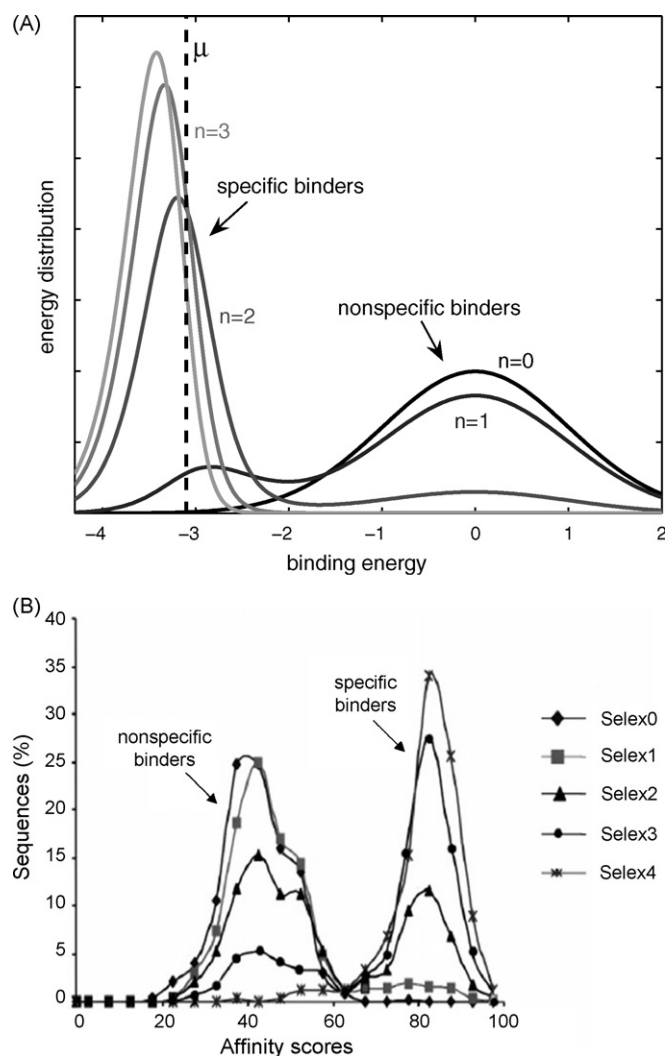 (A)
μ
n=3
specific binders
n=2
nonspecific binders
n=0
n=1
energy distribution
−4 −3 −2 −1 0 1 2
binding energy
(B)
40
35
30
25
20
15
10
5
0
Sequences (%)
nonspecific
binders
specific
binders
Selex0
Selex1
Selex2
Selex3
Selex4
0 20 40 60 80 100
Affinity scores